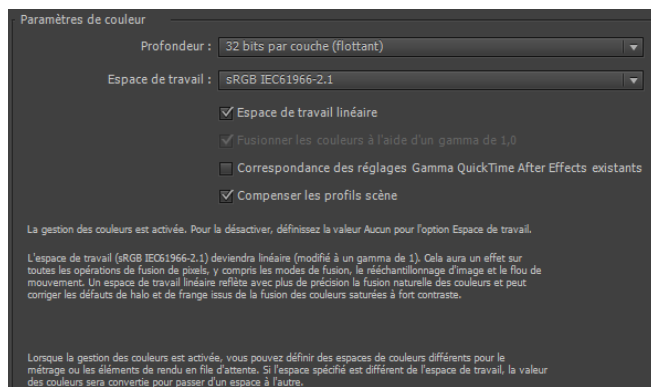 Paramètres de couleur
Profondeur : 32 bits par couche (flottant)
Espace de travail : sRGB IEC61966-2.1
Espace de travail linéaire
Fusionner les couleurs à l'aide d'un gamma de 1,0
Correspondance des réglages Gamma QuickTime After Effects existants
Compenser les profils scène
La gestion des couleurs est activée. Pour la désactiver, définissez la valeur Aucun pour l'option Espace de travail.
L'espace de travail (sRGB IEC61966-2.1) deviendra linéaire (modifié à un gamma de 1). Cela aura un effet sur
toutes les opérations de fusion de pixels, y compris les modes de fusion, le rééchantillonnage d'image et le flou de
mouvement. Un espace de travail linéaire reflète avec plus de précision la fusion naturelle des couleurs et peut
corriger les défauts de halo et de frange issus de la fusion des couleurs saturées à fort contraste.
Lorsque la gestion des couleurs est activée, vous pouvez définir des espaces de couleurs différents pour le
métrage ou les éléments de rendu en file d'attente. Si l'espace spécifié est différent de l'espace de travail, la valeur
des couleurs sera convertie pour passer d'un espace à l'autre.